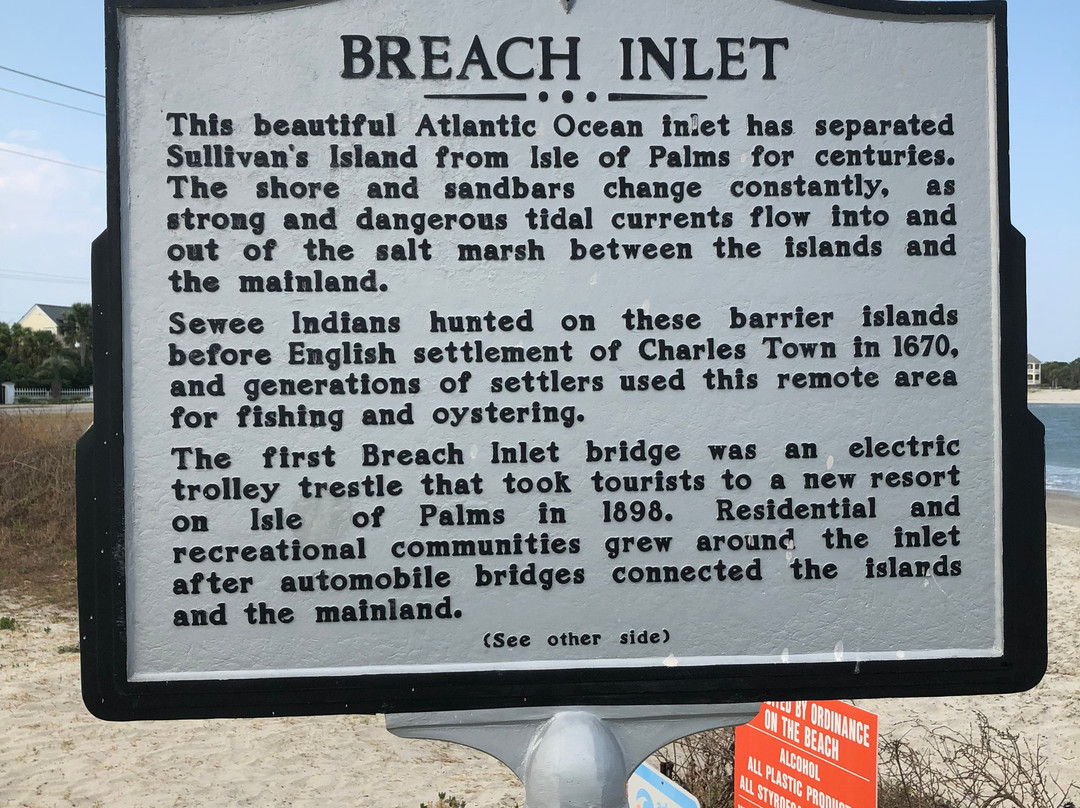 BREACH INLET
This beautiful Atlantic Ocean inlet has separated
Sullivan's Island from Isle of Palms for centuries.
The shore and sandbars change constantly, as
strong and dangerous tidal currents flow into and
out of the salt marsh between the islands and
the mainland.
Sewee Indians hunted on these barrier islands
before English settlement of Charles Town in 1670,
and generations of settlers used this remote area
for fishing and oystering.
The first Breach Inlet bridge was an electric
trolley trestle that took tourists to a new resort
on Isle of Palms in 1898. Residential and
recreational communities grew around the inlet
after automobile bridges connected the islands
and the mainland.
(See other side)
BY ORDINANCE
ON THE BEACH
ALCOHOL
ALL PLASTIC
ALL